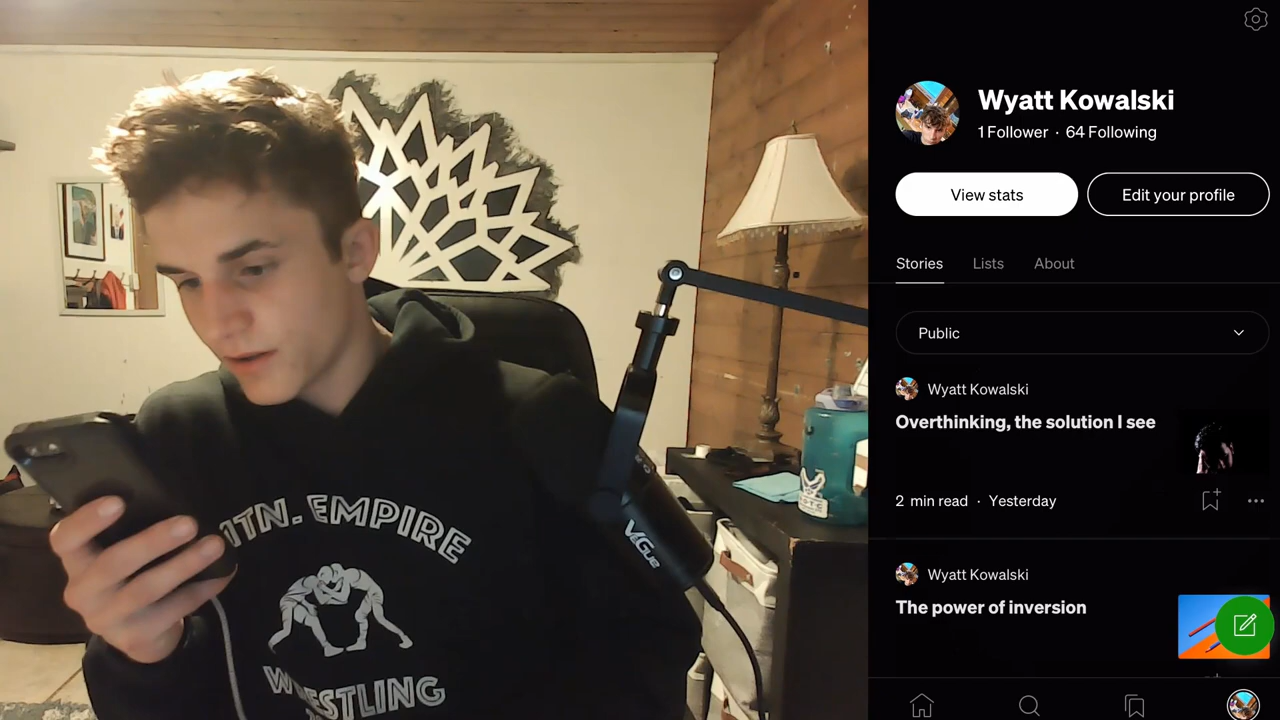 Wyatt Kowalski
1 Follower · 64 Following
View stats
Edit your profile
Stories
Lists
About
Public
Wyatt Kowalski
Overthinking, the solution I see
2 min read · Yesterday
Wyatt Kowalski
The power of inversion
MTN. EMPIRE
WRESTLING
VeGue